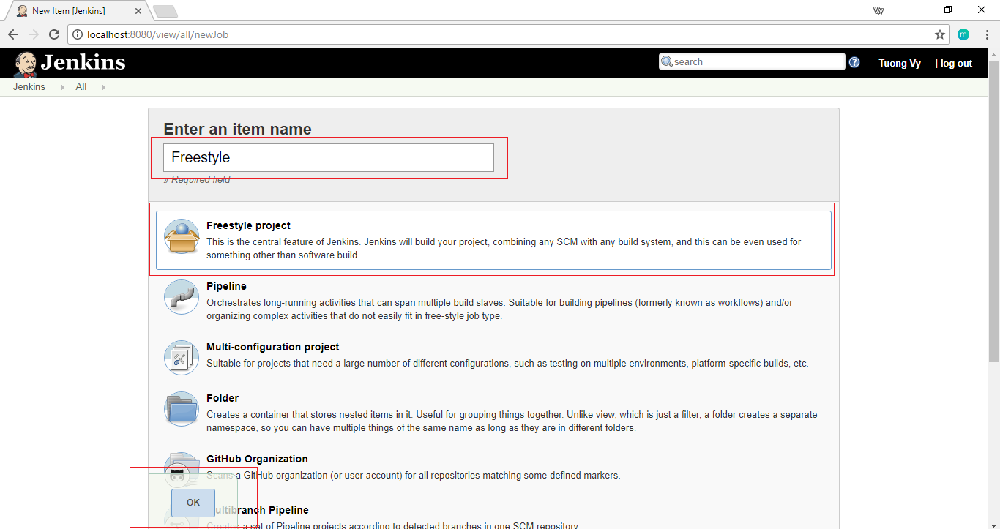 New Item [Jenkins]
Vy
localhost:8080/view/all/newJob
m
Jenkins
search
?
Tuong Vy
| log out
Jenkins
All
Enter an item name
Freestyle
» Required field
Freestyle project
This is the central feature of Jenkins. Jenkins will build your project, combining any SCM with any build system, and this can be even used for
something other than software build.
Pipeline
Orchestrates long-running activities that can span multiple build slaves. Suitable for building pipelines (formerly known as workflows) and/or
organizing complex activities that do not easily fit in free-style job type.
Multi-configuration project
Suitable for projects that need a large number of different configurations, such as testing on multiple environments, platform-specific builds, etc.
Folder
Creates a container that stores nested items in it. Useful for grouping things together. Unlike view, which is just a filter, a folder creates a separate
namespace, so you can have multiple things of the same name as long as they are in different folders.
GitHub Organization
Scans a GitHub organization (or user account) for all repositories matching some defined markers.
OK
Multibranch Pipeline
Creates a set of Pipeline projects according to detected branches in one SCM repository.